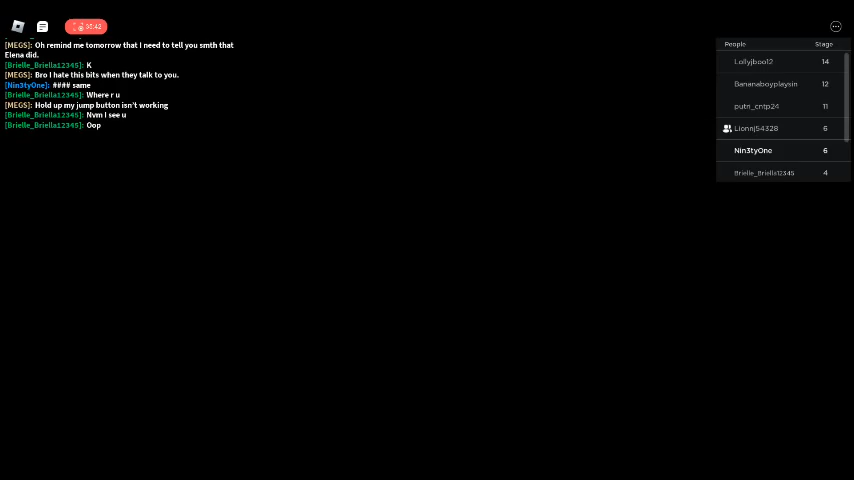 05:42
[MEGS]: Oh remind me tomorrow that I need to tell you smth that
Elena did.
[Brielle_Briella12345]: K
[MEGS]: Bro I hate this bits when they talk to you.
[Nin3tyOne]: #### same
[Brielle_Briella12345]: Where r u
[MEGS]: Hold up my jump button isn't working
[Brielle_Briella12345]: Nvm I see u
[Brielle_Briella12345]: Oop
People Stage
Lollyjboo12 14
Bananaboyplaysin 12
putri_cntp24 11
Lionnj54328 6
Nin3tyOne 6
Brielle_Briella12345 4